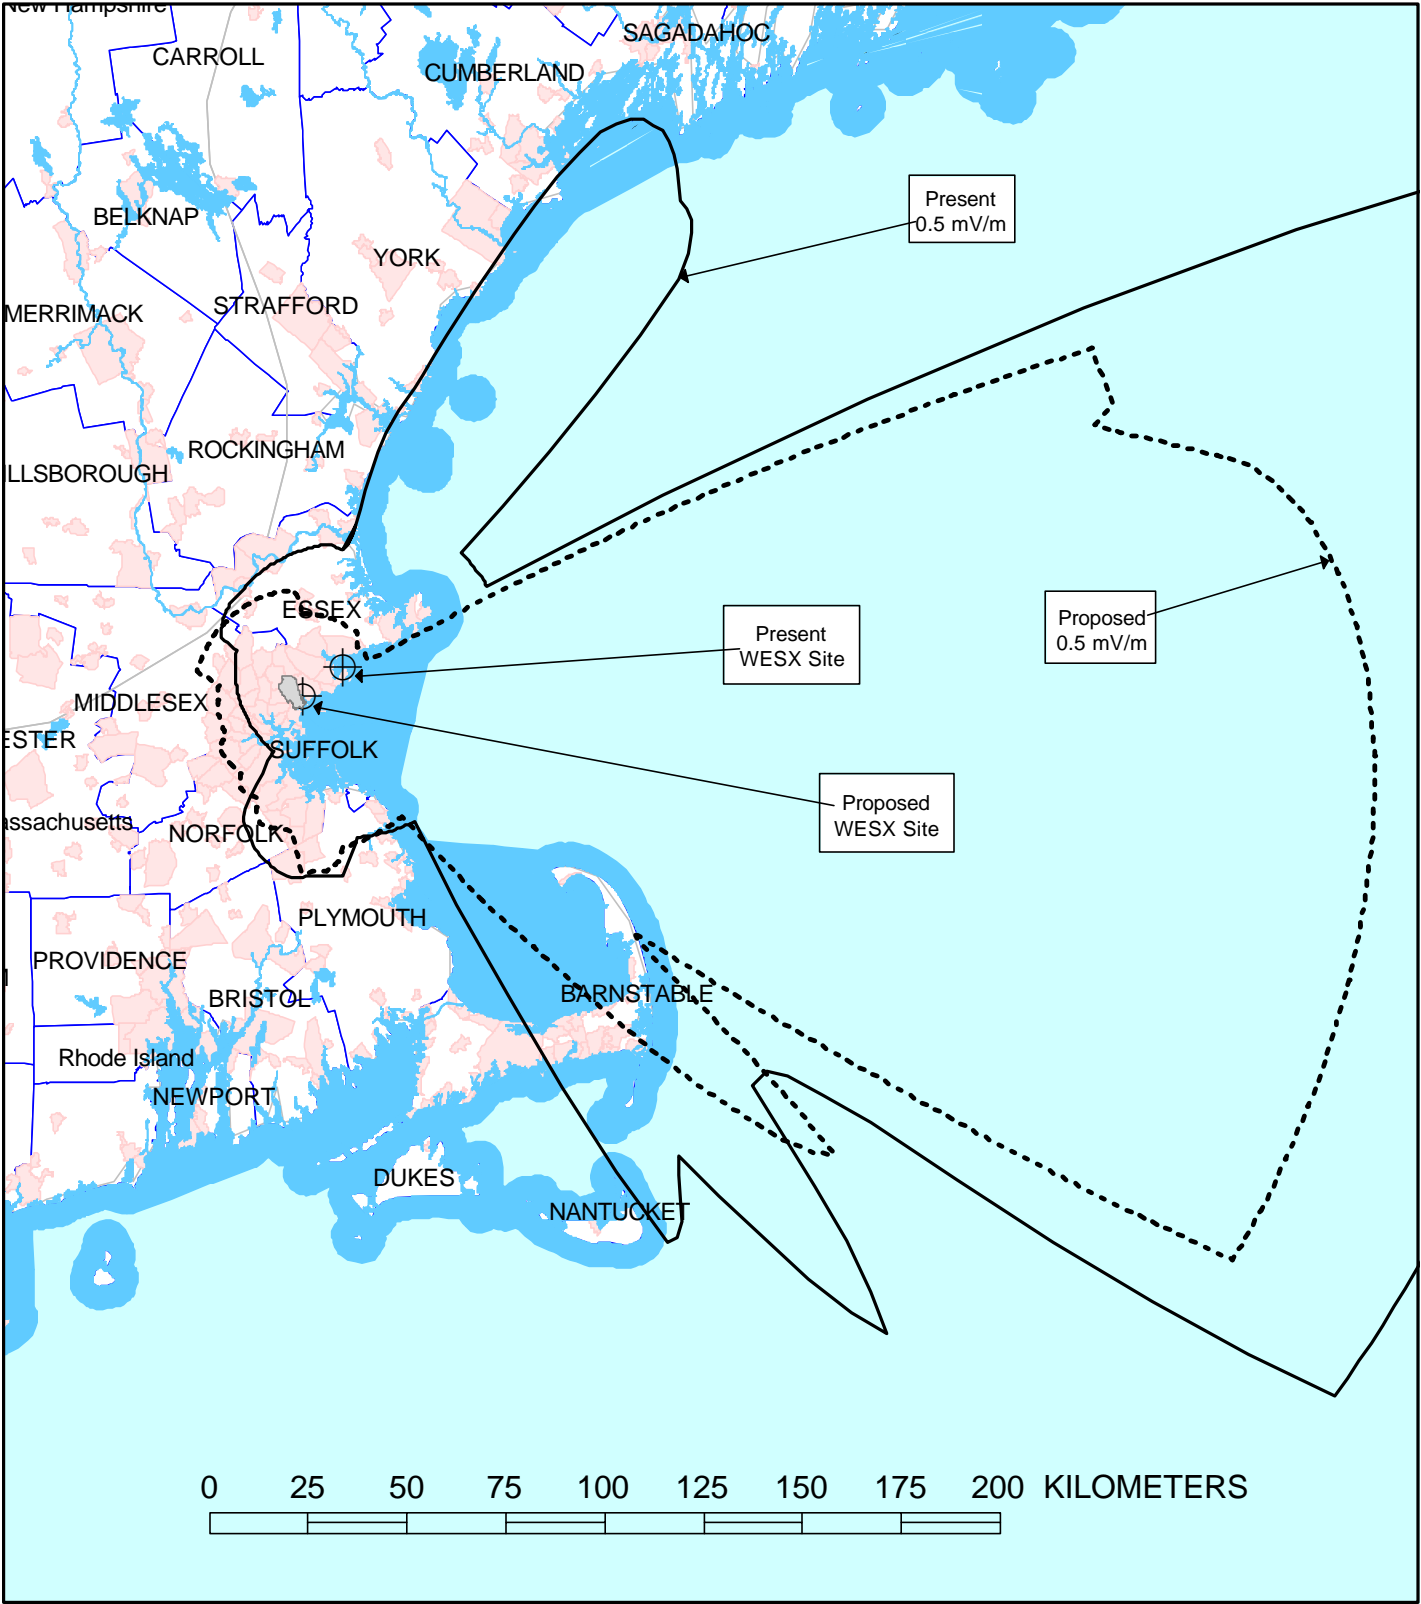 New Hampshire
SAGADAHOC
CARROLL
CUMBERLAND
Present
0.5 mV/m
BELKNAP
YORK
STRAFFORD
MERRIMACK
ROCKINGHAM
ILLSBOROUGH
ESSEX
Proposed
0.5 mV/m
Present
WESX Site
MIDDLESEX
ESTER
SUFFOLK
Proposed
WESX Site
assachusetts
NORFOLK
PLYMOUTH
PROVIDENCE
BRISTOL
BARNSTABLE
Rhode Island
NEWPORT
DUKES
NANTUCKET
0 25 50 75 100 125 150 175 200 KILOMETERS